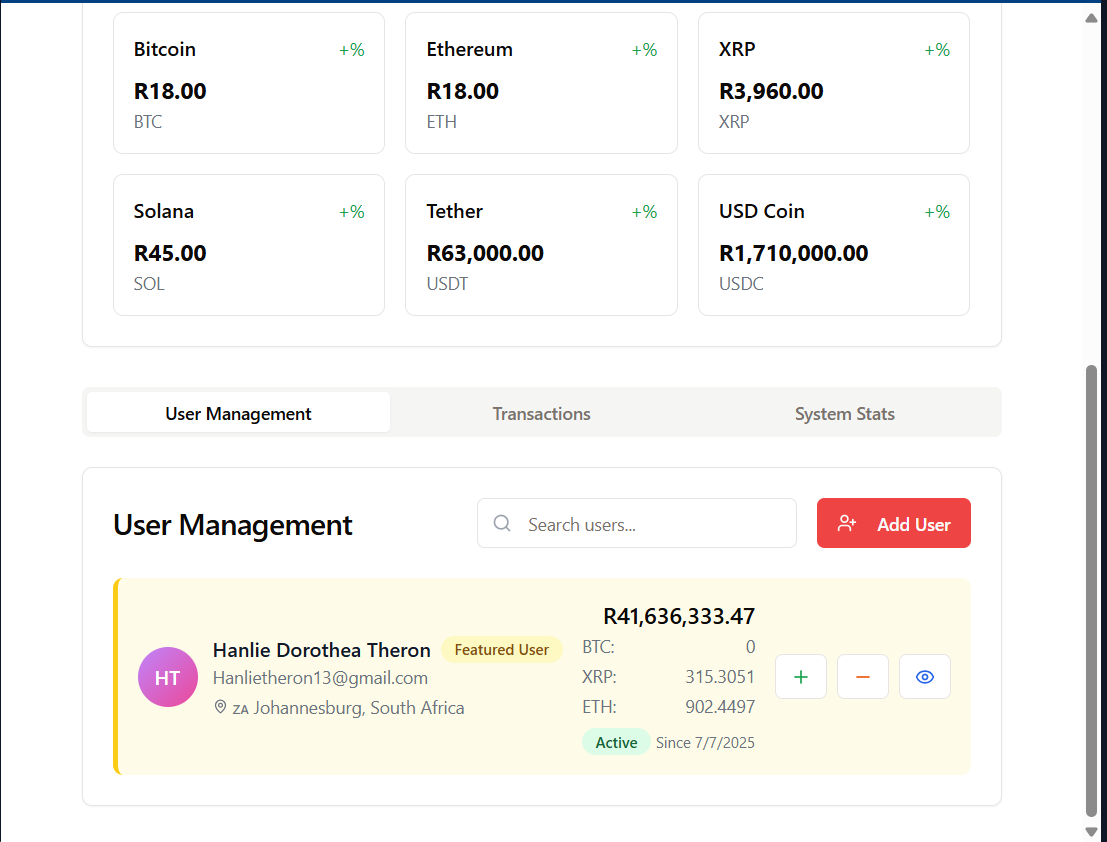 Bitcoin +%
R18.00
BTC
Ethereum +%
R18.00
ETH
XRP +%
R3,960.00
XRP
Solana +%
R45.00
SOL
Tether +%
R63,000.00
USDT
USD Coin +%
R1,710,000.00
USDC
User Management
Transactions
System Stats
User Management
Search users...
Add User
HT
Hanlie Dorothea Theron
Featured User
Hanlietheron13@gmail.com
ZA Johannesburg, South Africa
R41,636,333.47
BTC: 0
XRP: 315.3051
ETH: 902.4497
Active Since 7/7/2025